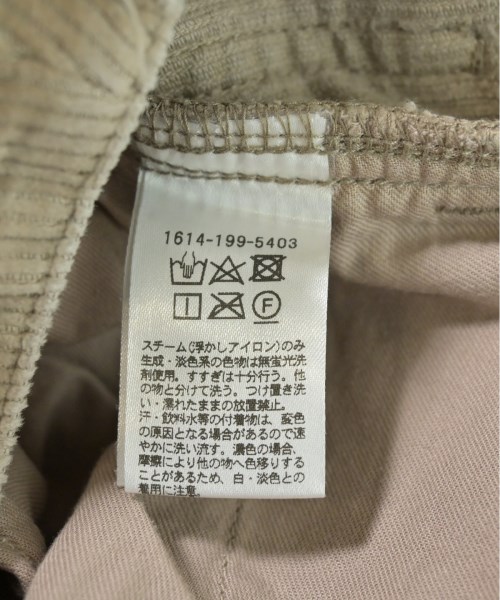 1614-199-5403
F
スチーム(浮かしアイロン)のみ
生成・淡色系の色物は無蛍光洗
剤使用。すすぎは十分行う。他
の物と分けて洗う。つけ置き洗
い・濡れたままの放置禁止。
汗・飲料水等の付着物は、変色
の原因となる場合があるので速
やかに洗い流す。濃色の場合、
摩擦により他の物へ色移りする
ことがあるため、白・淡色との
着用に注意。